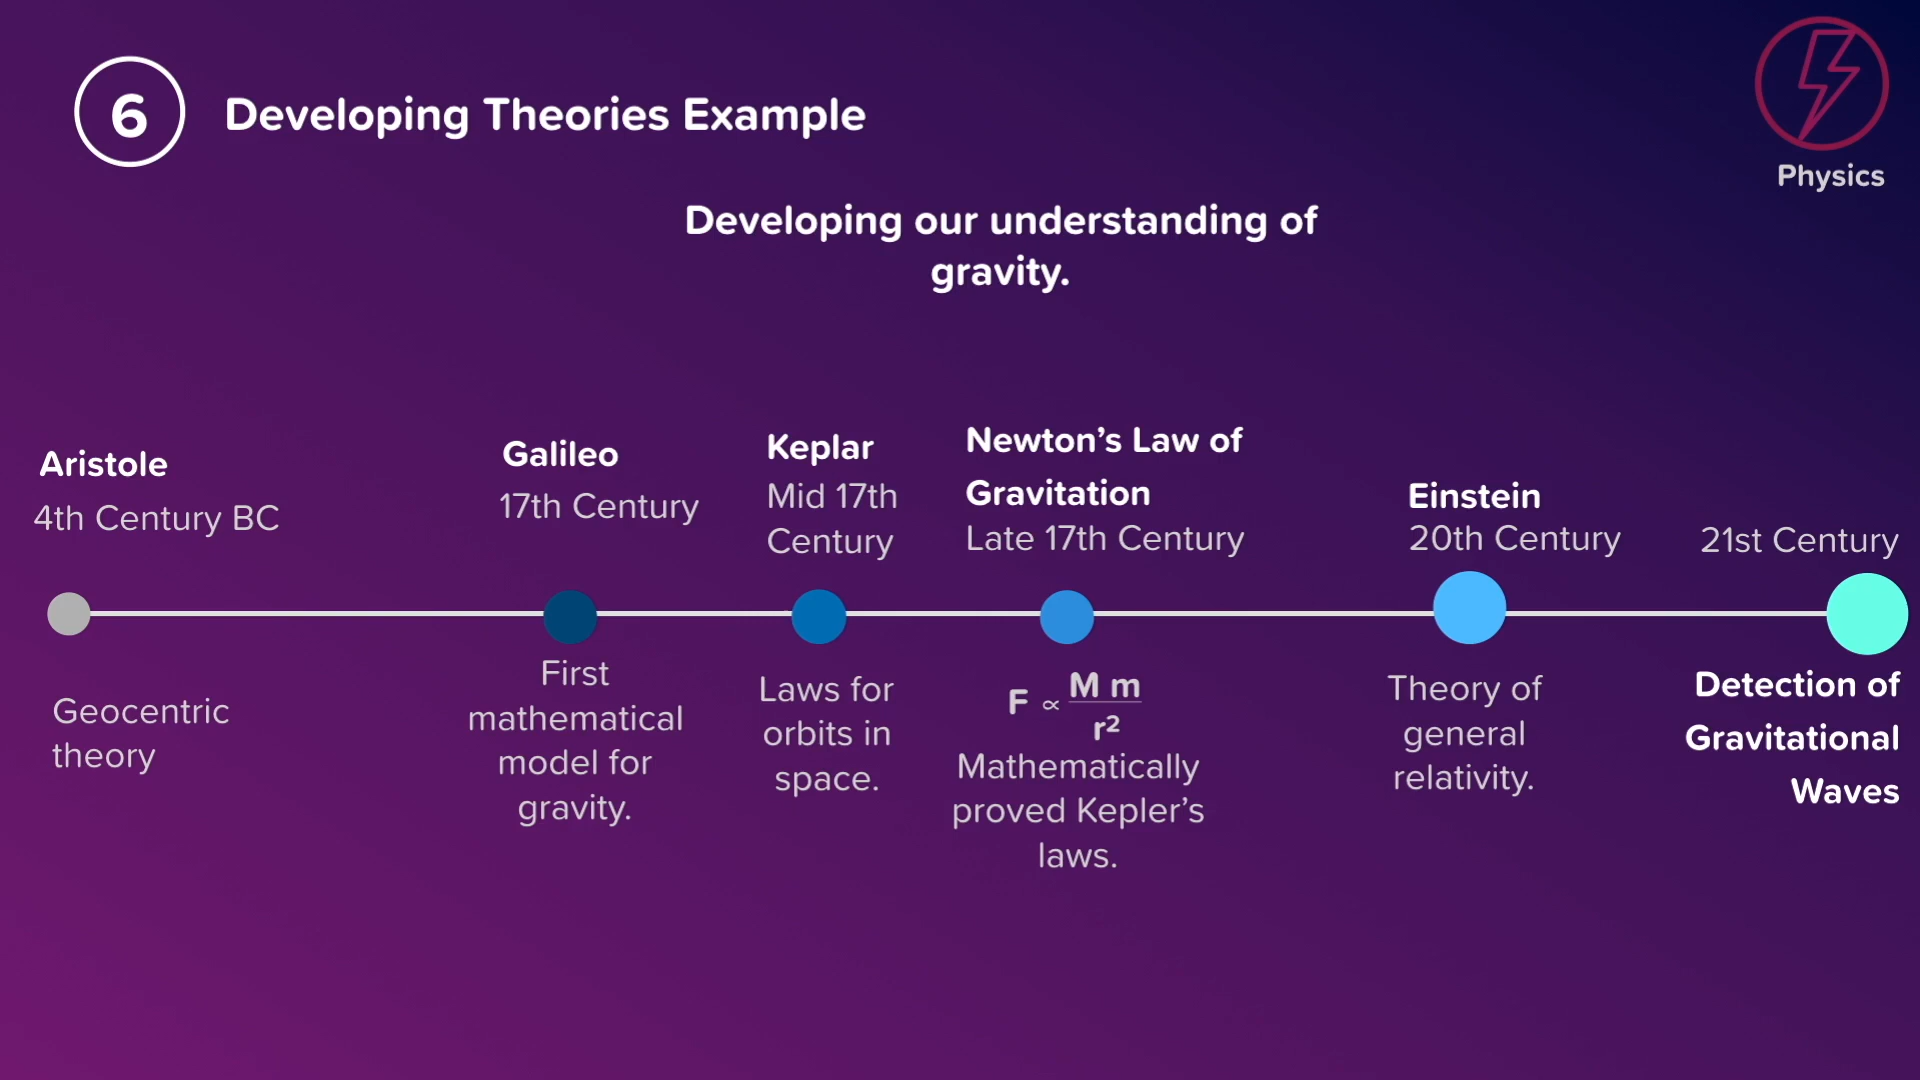 6
Developing Theories Example
Physics
Developing our understanding of
gravity.
Aristole
4th Century BC
Geocentric
theory
Galileo
17th Century
First
mathematical
model for
gravity.
Keplar
Mid 17th
Century
Laws for
orbits in
space.
Newton’s Law of
Gravitation
Late 17th Century
F ∝ M m
r²
Mathematically
proved Kepler’s
laws.
Einstein
20th Century
Theory of
general
relativity.
21st Century
Detection of
Gravitational
Waves